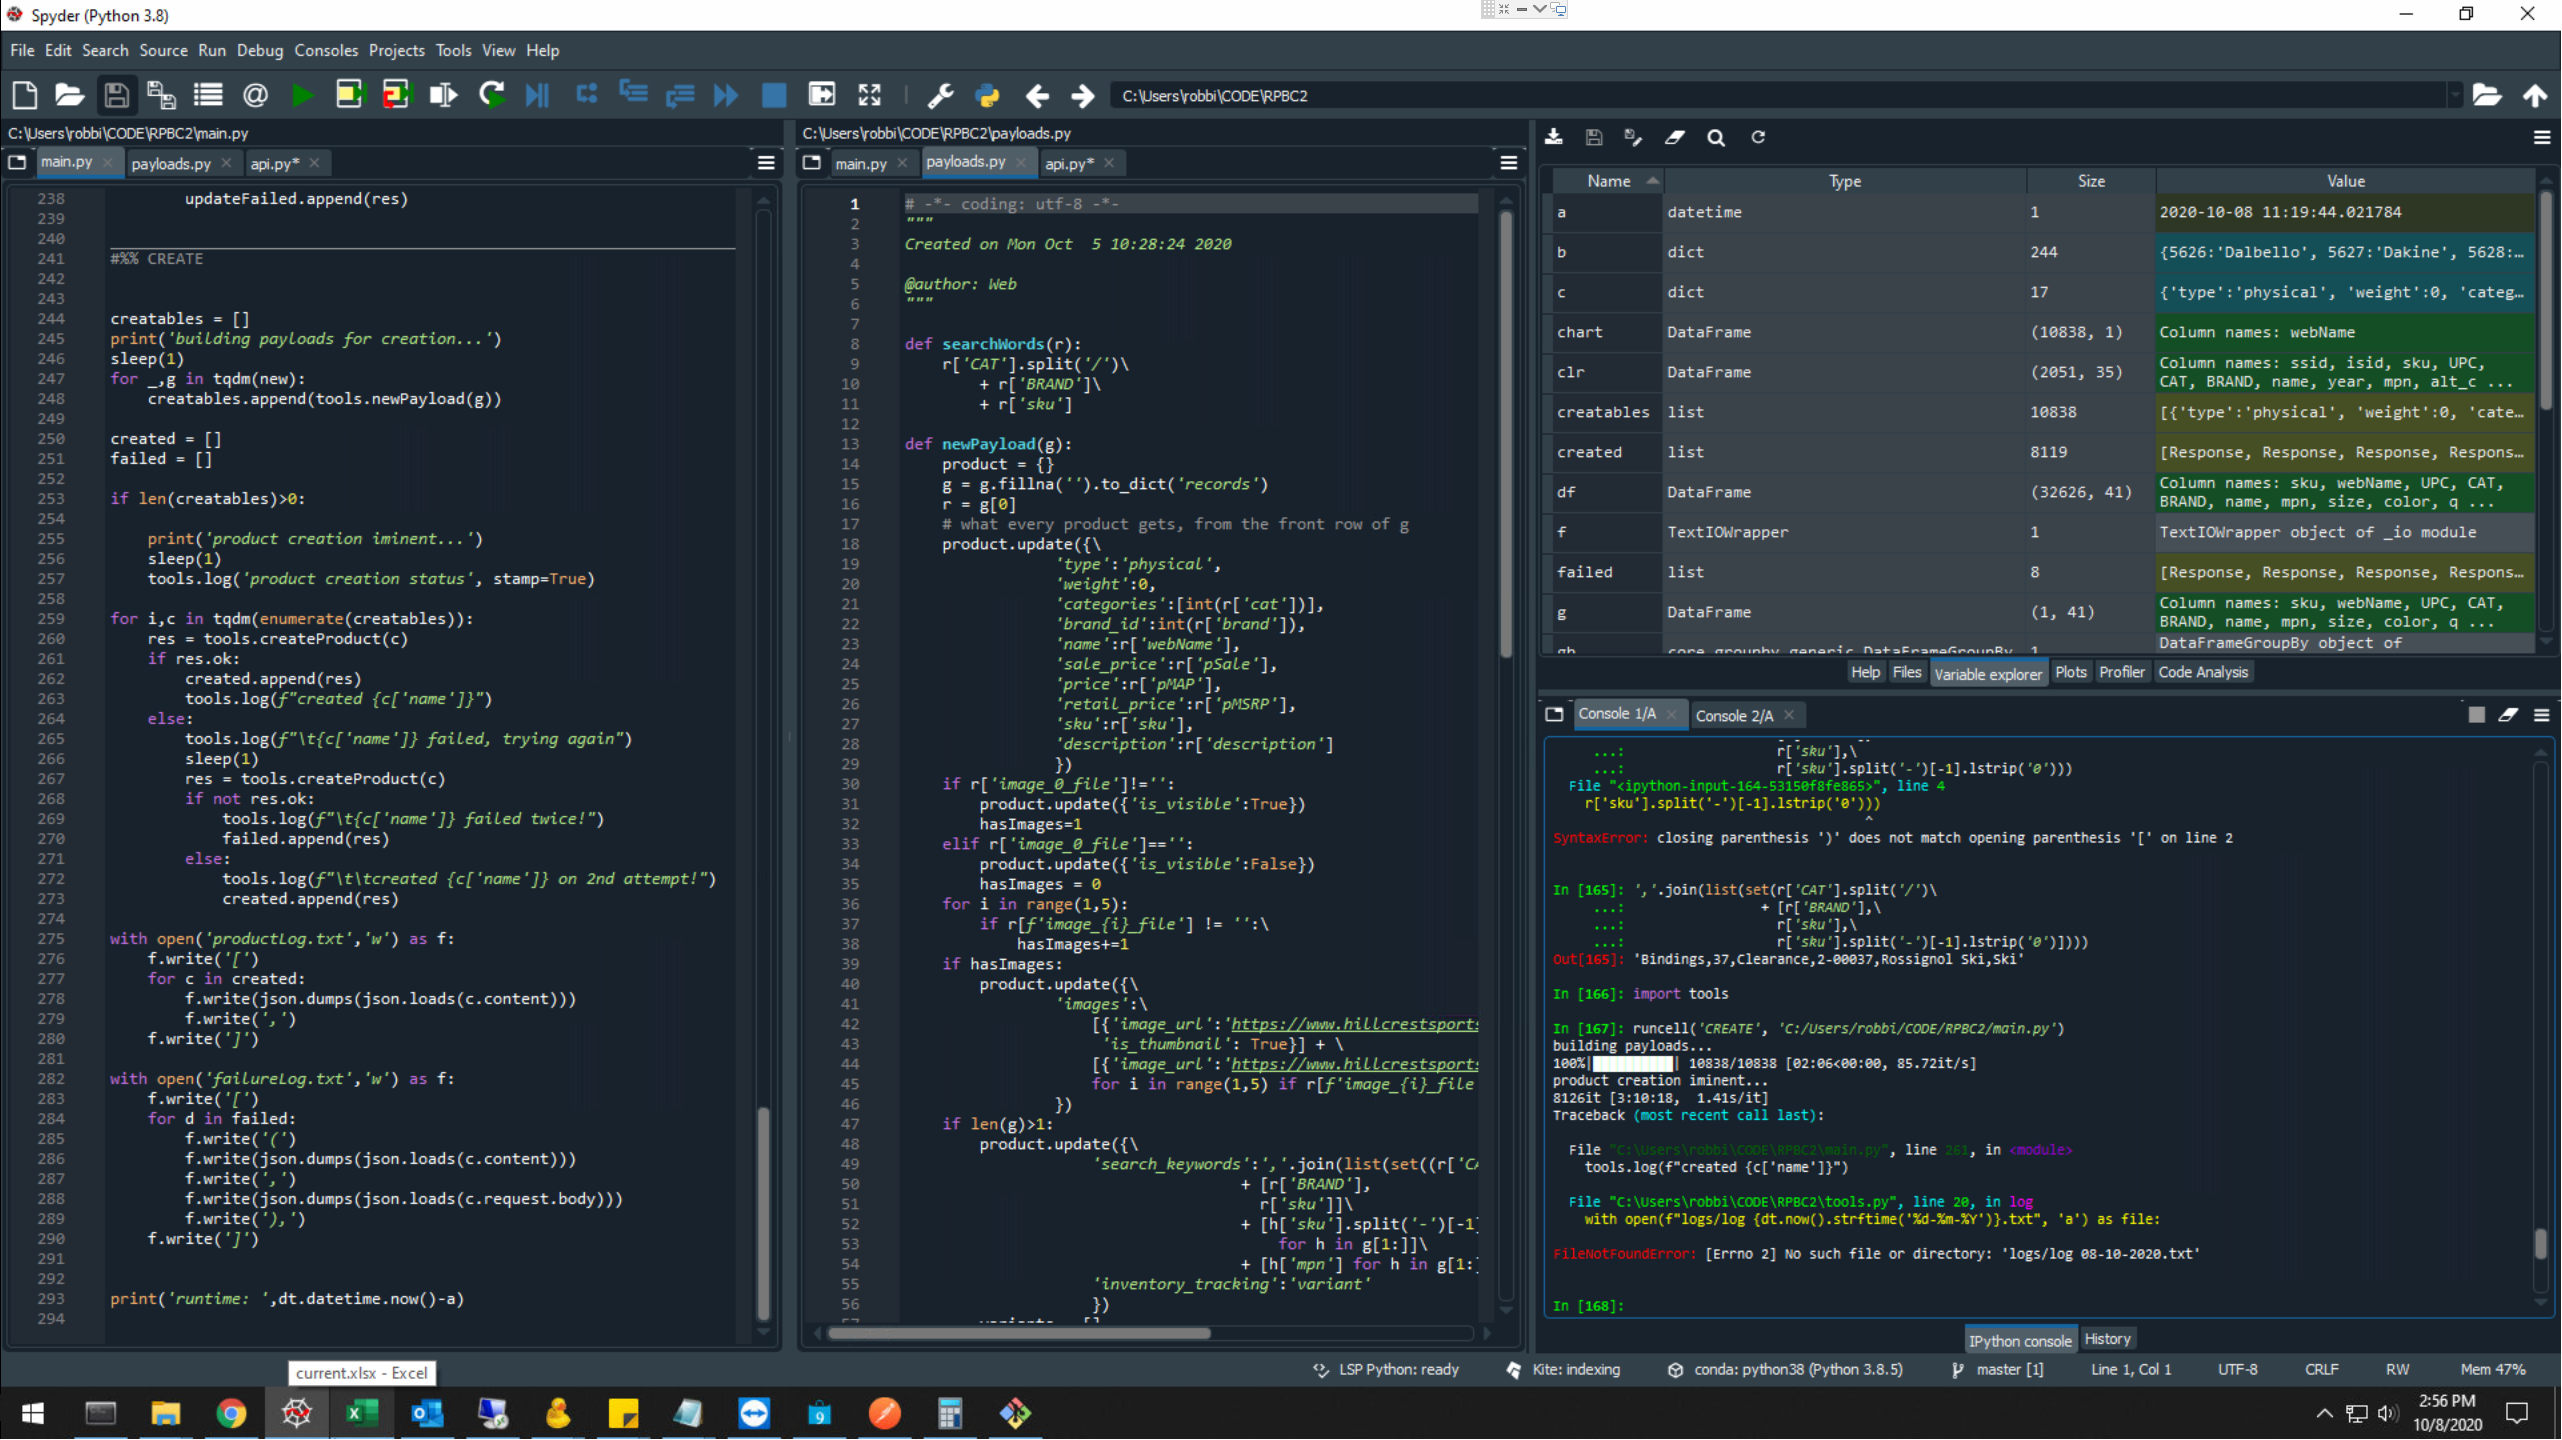 Spyder (Python 3.8)
File Edit Search Source Run Debug Consoles Projects Tools View Help
C:\Users\robbi\CODE\RPBC2
C:\Users\robbi\CODE\RPBC2\main.py
main.py payloads.py api.py*
238 updateFailed.append(res)
239
240
241 #%% CREATE
242
243
244 creatables = []
245 print('building payloads for creation...')
246 sleep(1)
247 for _,g in tqdm(new):
248 creatables.append(tools.newPayload(g))
249
250 created = []
251 failed = []
252
253 if len(creatables)>0:
254
255 print('product creation iminent...')
256 sleep(1)
257 tools.log('product creation status', stamp=True)
258
259 for i,c in tqdm(enumerate(creatables)):
260 res = tools.createProduct(c)
261 if res.ok:
262 created.append(res)
263 tools.log(f"created {c['name']}")
264 else:
265 tools.log(f"\t{c['name']} failed, trying again")
266 sleep(1)
267 res = tools.createProduct(c)
268 if not res.ok:
269 tools.log(f"\t{c['name']} failed twice!")
270 failed.append(res)
271 else:
272 tools.log(f"\t\tcreated {c['name']} on 2nd attempt!")
273 created.append(res)
274
275 with open('productLog.txt','w') as f:
276 f.write('[')
277 for c in created:
278 f.write(json.dumps(json.loads(c.content)))
279 f.write(',')
280 f.write(']')
281
282 with open('failureLog.txt','w') as f:
283 f.write('[')
284 for d in failed:
285 f.write('(')
286 f.write(json.dumps(json.loads(c.content)))
287 f.write(',')
288 f.write(json.dumps(json.loads(c.request.body)))
289 f.write('),')
290 f.write(']')
291
292
293 print('runtime: ',dt.datetime.now()-a)
294
C:\Users\robbi\CODE\RPBC2\payloads.py
main.py payloads.py api.py*
1 # -*- coding: utf-8 -*-
2 """
3 Created on Mon Oct  5 10:28:24 2020
4
5 @author: Web
6 """
7
8 def searchWords(r):
9 r['CAT'].split('/')\
10 + r['BRAND']\
11 + r['sku']
12
13 def newPayload(g):
14 product = {}
15 g = g.fillna('').to_dict('records')
16 r = g[0]
17 # what every product gets, from the front row of g
18 product.update({\
19 'type':'physical',
20 'weight':0,
21 'categories':[int(r['cat'])],
22 'brand_id':int(r['brand']),
23 'name':r['webName'],
24 'sale_price':r['pSale'],
25 'price':r['pMAP'],
26 'retail_price':r['pMSRP'],
27 'sku':r['sku'],
28 'description':r['description']
29 })
30 if r['image_0_file']!='':
31 product.update({'is_visible':True})
32 hasImages=1
33 elif r['image_0_file']=='':
34 product.update({'is_visible':False})
35 hasImages = 0
36 for i in range(1,5):
37 if r[f'image_{i}_file'] != '':\
38 hasImages+=1
39 if hasImages:
40 product.update({\
41 'images':\
42 [{'image_url':'https://www.hillcrestsports
43 'is_thumbnail': True}] + \
44 [{'image_url':'https://www.hillcrestsports
45 for i in range(1,5) if r[f'image_{i}_file
46 })
47 if len(g)>1:
48 product.update({\
49 'search_keywords':','.join(list(set((r['CA
50 + [r['BRAND'],
51 r['sku']]\
52 + [h['sku'].split('-')[-1]
53 for h in g[1:]]\
54 + [h['mpn'] for h in g[1:]
55 'inventory_tracking':'variant'
56 })
Name Type Size Value
a datetime 1 2020-10-08 11:19:44.021784
b dict 244 {5626:'Dalbello', 5627:'Dakine', 5628:…
c dict 17 {'type':'physical', 'weight':0, 'categ…
chart DataFrame (10838, 1) Column names: webName
clr DataFrame (2051, 35) Column names: ssid, isid, sku, UPC,
CAT, BRAND, name, year, mpn, alt_c ...
creatables list 10838 [{'type':'physical', 'weight':0, 'cate…
created list 8119 [Response, Response, Response, Respons…
df DataFrame (32626, 41) Column names: sku, webName, UPC, CAT,
BRAND, name, mpn, size, color, q ...
f TextIOWrapper 1 TextIOWrapper object of _io module
failed list 8 [Response, Response, Response, Respons…
g DataFrame (1, 41) Column names: sku, webName, UPC, CAT,
BRAND, name, mpn, size, color, q ...
gb core.groupby.generic.DataFrameGroupBy 1 DataFrameGroupBy object of
Help Files Variable explorer Plots Profiler Code Analysis
Console 1/A Console 2/A
...: r['sku'],\
...: r['sku'].split('-')[-1].lstrip('0')))
File "<ipython-input-164-53150f8fe865>", line 4
r['sku'].split('-')[-1].lstrip('0')))
^
SyntaxError: closing parenthesis ')' does not match opening parenthesis '[' on line 2
In [165]: ','.join(list(set(r['CAT'].split('/')\
...: + [r['BRAND'],\
...: r['sku'],\
...: r['sku'].split('-')[-1].lstrip('0')])))
Out[165]: 'Bindings,37,Clearance,2-00037,Rossignol Ski,Ski'
In [166]: import tools
In [167]: runcell('CREATE', 'C:/Users/robbi/CODE/RPBC2/main.py')
building payloads...
100%| | 10838/10838 [02:06<00:00, 85.72it/s]
product creation iminent...
8126it [3:10:18,  1.41s/it]
Traceback (most recent call last):
File "C:\Users\robbi\CODE\RPBC2\main.py", line 261, in <module>
tools.log(f"created {c['name']}")
File "C:\Users\robbi\CODE\RPBC2\tools.py", line 20, in log
with open(f"logs/log {dt.now().strftime('%d-%m-%Y')}.txt", 'a') as file:
FileNotFoundError: [Errno 2] No such file or directory: 'logs/log 08-10-2020.txt'
In [168]:
IPython console History
LSP Python: ready Kite: indexing conda: python38 (Python 3.8.5) master [1] Line 1, Col 1 UTF-8 CRLF RW Mem 47%
current.xlsx - Excel
2:56 PM
10/8/2020